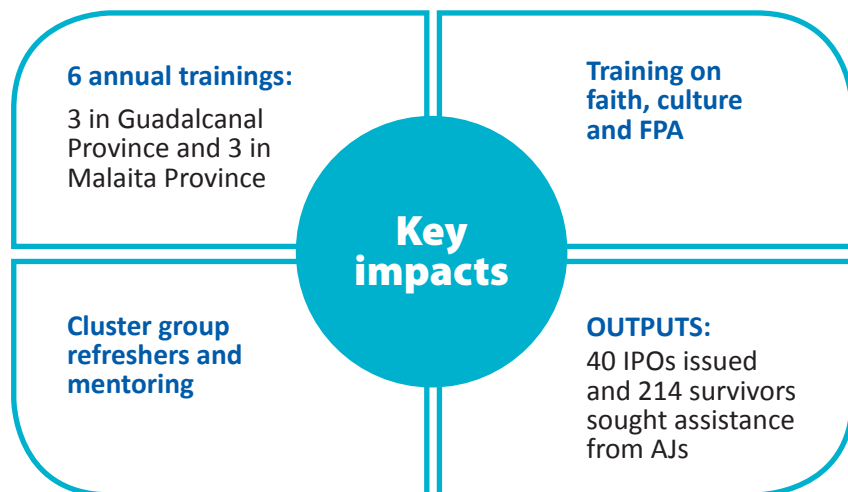 6 annual trainings:
3 in Guadalcanal
Province and 3 in
Malaita Province
Training on
faith, culture
and FPA
Key
impacts
Cluster group
refreshers and
mentoring
OUTPUTS:
40 IPOs issued
and 214 survivors
sought assistance
from AJs